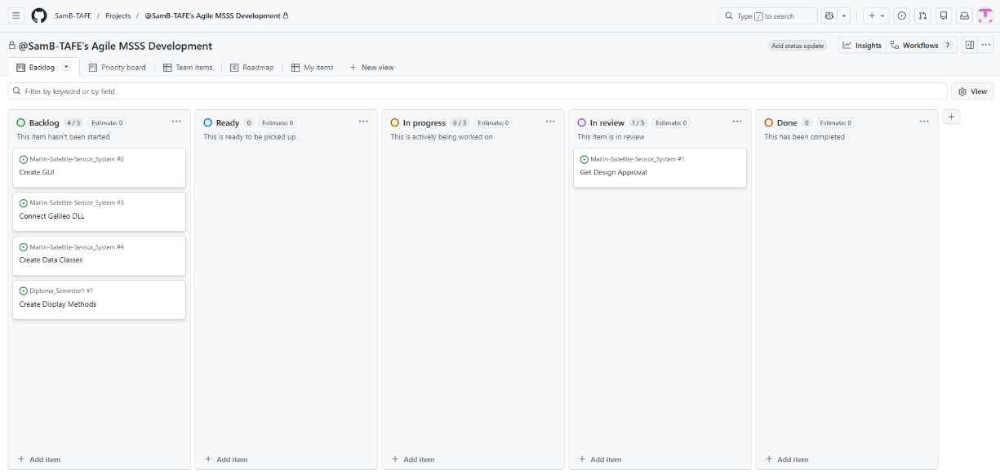 SamB-TAFE / Projects / @SamB-TAFE's Agile MSSS Development
Type / to search
@SamB-TAFE's Agile MSSS Development
Add status update
Insights
Workflows 7
Backlog
Priority board
Team items
Roadmap
My items
+ New view
Filter by keyword or by field
View
Backlog 4 / 5 Estimate: 0
This item hasn't been started
Marlin-Satellite-Sensor_System #2
Create GUI
Marlin-Satellite-Sensor_System #3
Connect Galileo DLL
Marlin-Satellite-Sensor_System #4
Create Data Classes
Diploma_Semester1 #1
Create Display Methods
+ Add item
Ready 0 Estimate: 0
This is ready to be picked up
+ Add item
In progress 0 / 3 Estimate: 0
This is actively being worked on
+ Add item
In review 1 / 5 Estimate: 0
This item is in review
Marlin-Satellite-Sensor_System #1
Get Design Approval
+ Add item
Done 0 Estimate: 0
This has been completed
+ Add item